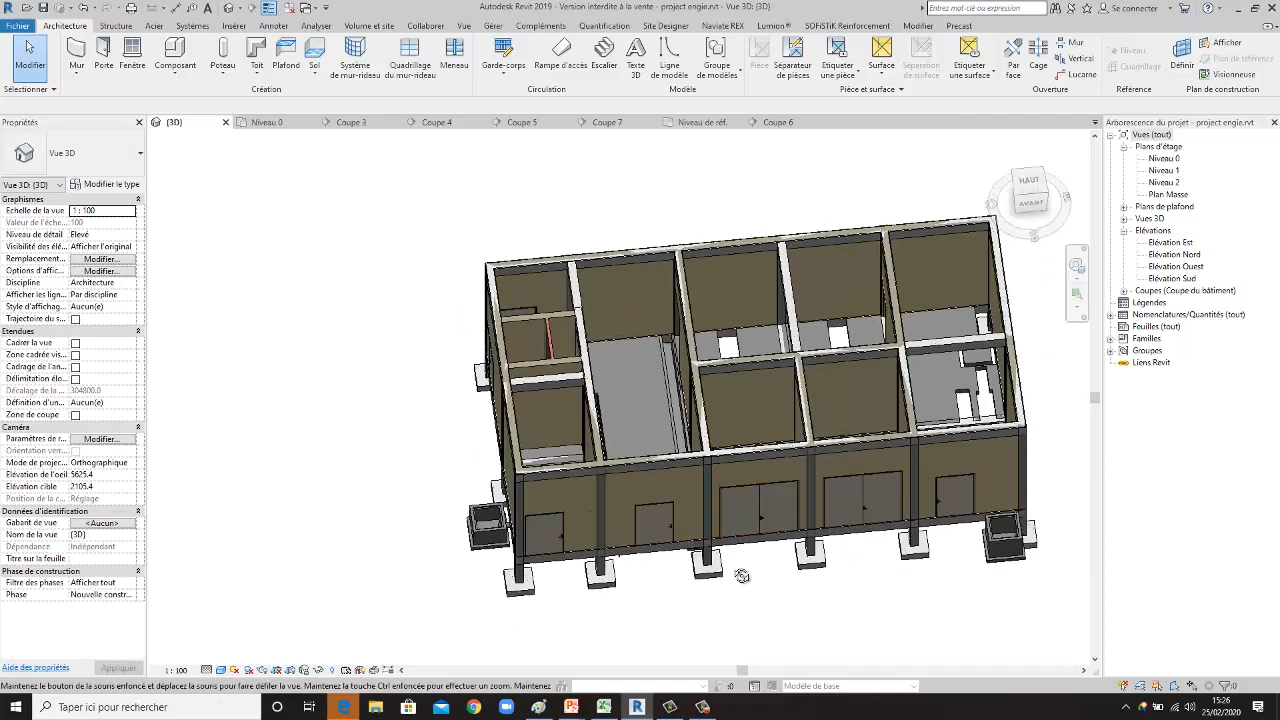 Autodesk Revit 2019 - Version interdite à la vente - project engie.rvt - Vue 3D: {3D}
Entrez mot-clé ou expression
Se connecter
Fichier Architecture Structure Acier Systèmes Insérer Annoter Analyser Volume et site Collaborer Vue Gérer Compléments Quantification Site Designer Naviate REX Lumion® SOFiSTiK Reinforcement Modifier Precast
Modifier Mur Porte Fenêtre Composant Poteau Toit Plafond Sol Système de mur-rideau Quadrillage de mur-rideau Meneau Garde-corps Rampe d'accès Escalier Texte 3D Ligne de modèle Groupe de modèles Pièce Séparateur de pièces Etiqueter une pièce Surface Séparation de surface Etiqueter une surface Par face Cage Mur Vertical Lucarne Niveau Quadrillage Définir Afficher Plan de référence Visionneuse
Sélectionner Création Circulation Modèle Pièce et surface Ouverture Référence Plan de construction
Propriétés
{3D} Niveau 0 Coupe 3 Coupe 4 Coupe 5 Coupe 7 Niveau de réf. Coupe 6
Arborescence du projet - project engie.rvt
Vue 3D
Vue 3D: {3D} Modifier le type
Graphismes
Echelle de la vue 1 : 100
Valeur de l'éche... 100
Niveau de détail Elevé
Visibilité des élé... Afficher l'original
Remplacement... Modifier...
Options d'affic... Modifier...
Discipline Architecture
Afficher les lign... Par discipline
Style d'affichag... Aucun(e)
Trajectoire du s...
Etendues
Cadrer la vue
Zone cadrée vis...
Cadrage de l'an...
Délimitation élo...
Décalage de la ... 304800.0
Définition d'un... Aucun(e)
Zone de coupe
Caméra
Paramètres de r... Modifier...
Orientation verr...
Mode de projec... Orthographique
Elévation de l'oeil 5625.4
Elévation cible 2105.4
Position de la c... Réglage
Données d'identification
Gabarit de vue <Aucun>
Nom de la vue {3D}
Dépendance Indépendant
Titre sur la feuille
Phase de construction
Filtre des phases Afficher tout
Phase Nouvelle constr...
Aide des propriétés Appliquer
HAUT
AVANT
Vues (tout)
Plans d'étage
Niveau 0
Niveau 1
Niveau 2
Plan Masse
Plans de plafond
Vues 3D
Elévations
Elévation Est
Elévation Nord
Elévation Ouest
Elévation Sud
Coupes (Coupe du bâtiment)
Légendes
Nomenclatures/Quantités (tout)
Feuilles (tout)
Familles
Groupes
Liens Revit
1 : 100
Maintenez le bouton de la souris enfoncé et déplacez la souris pour faire défiler la vue. Maintenez la touche Ctrl enfoncée pour effectuer un zoom. Maintenez
:0 Modèle de base :0
Taper ici pour rechercher
15:26
25/02/2020